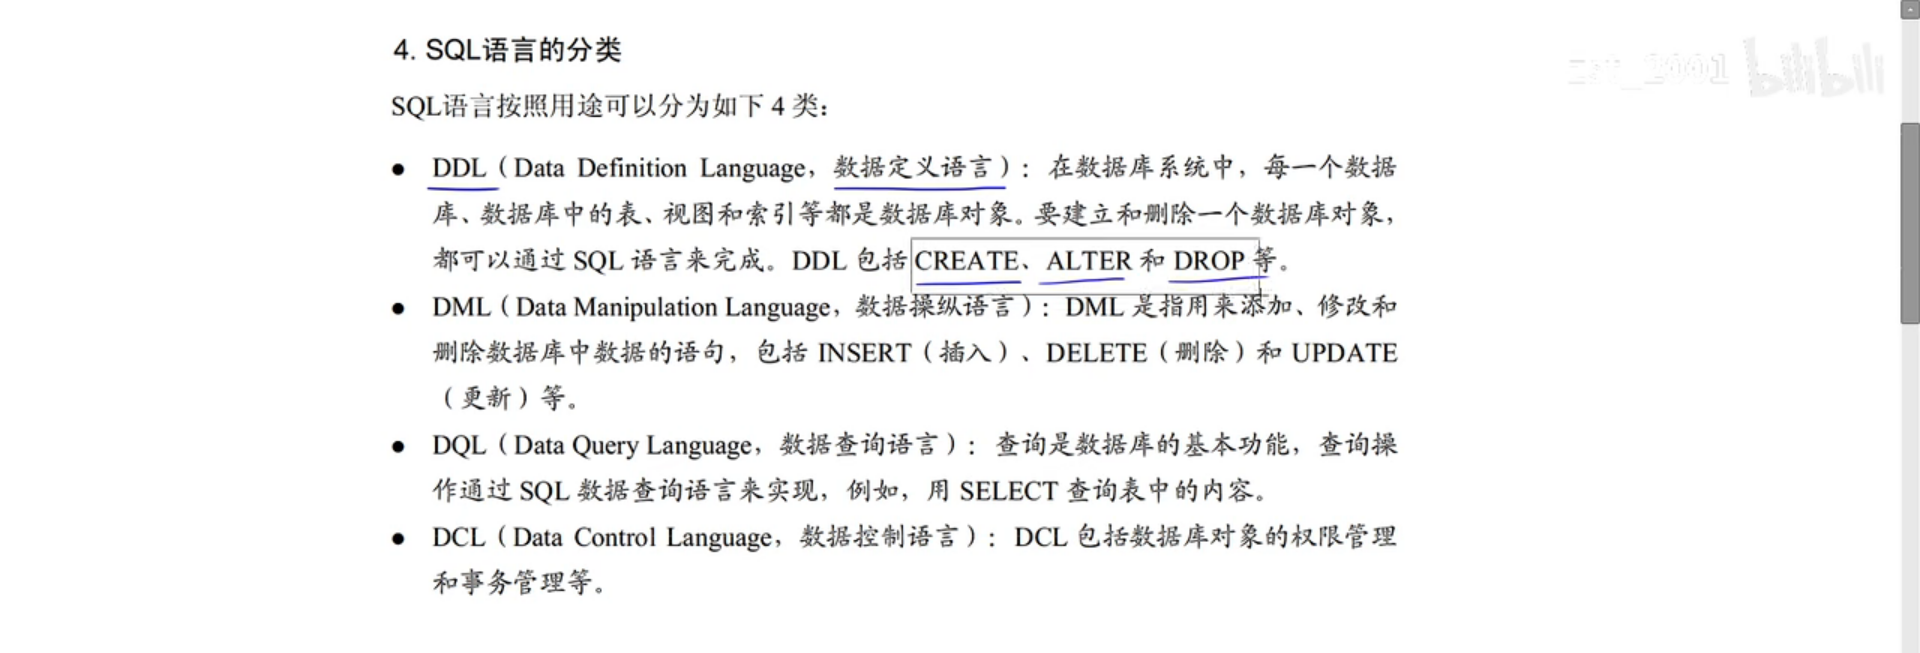 4. SQL语言的分类
SQL语言按照用途可以分为如下 4 类：
● DDL（Data Definition Language，数据定义语言）：在数据库系统中，每一个数据
库、数据库中的表、视图和索引等都是数据库对象。要建立和删除一个数据库对象，
都可以通过 SQL 语言来完成。DDL 包括 CREATE、ALTER 和 DROP 等。
● DML（Data Manipulation Language，数据操纵语言）：DML 是指用来添加、修改和
删除数据库中数据的语句，包括 INSERT（插入）、DELETE（删除）和 UPDATE
（更新）等。
● DQL（Data Query Language，数据查询语言）：查询是数据库的基本功能，查询操
作通过 SQL 数据查询语言来实现，例如，用 SELECT 查询表中的内容。
● DCL（Data Control Language，数据控制语言）：DCL 包括数据库对象的权限管理
和事务管理等。
bilibili